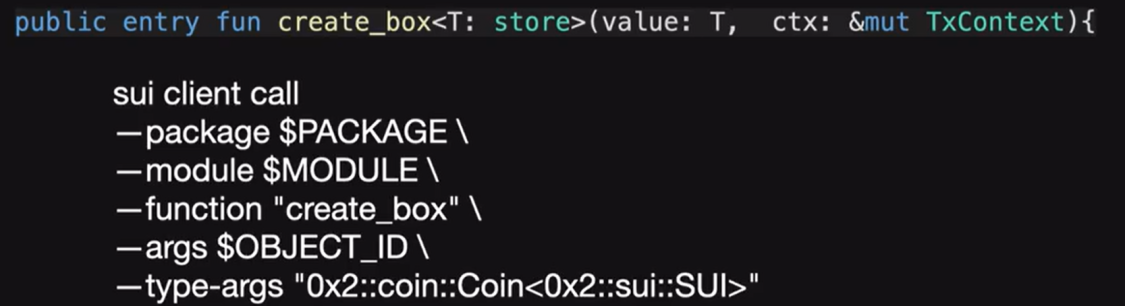 public entry fun create_box<T: store>(value: T,  ctx: &mut TxContext){
sui client call
—package $PACKAGE \
—module $MODULE \
—function "create_box" \
—args $OBJECT_ID \
—type-args "0x2::coin::Coin<0x2::sui::SUI>"